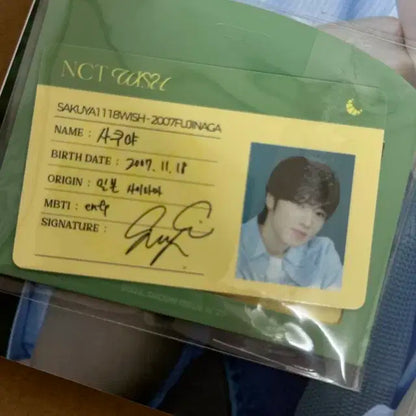 NCT WISH
SAKUYA1118WISH-2007FUJINAGA
NAME : 사쿠야
BIRTH DATE : 2007. 11. 18
ORIGIN : 일본 사이타마
MBTI : enfp
SIGNATURE :